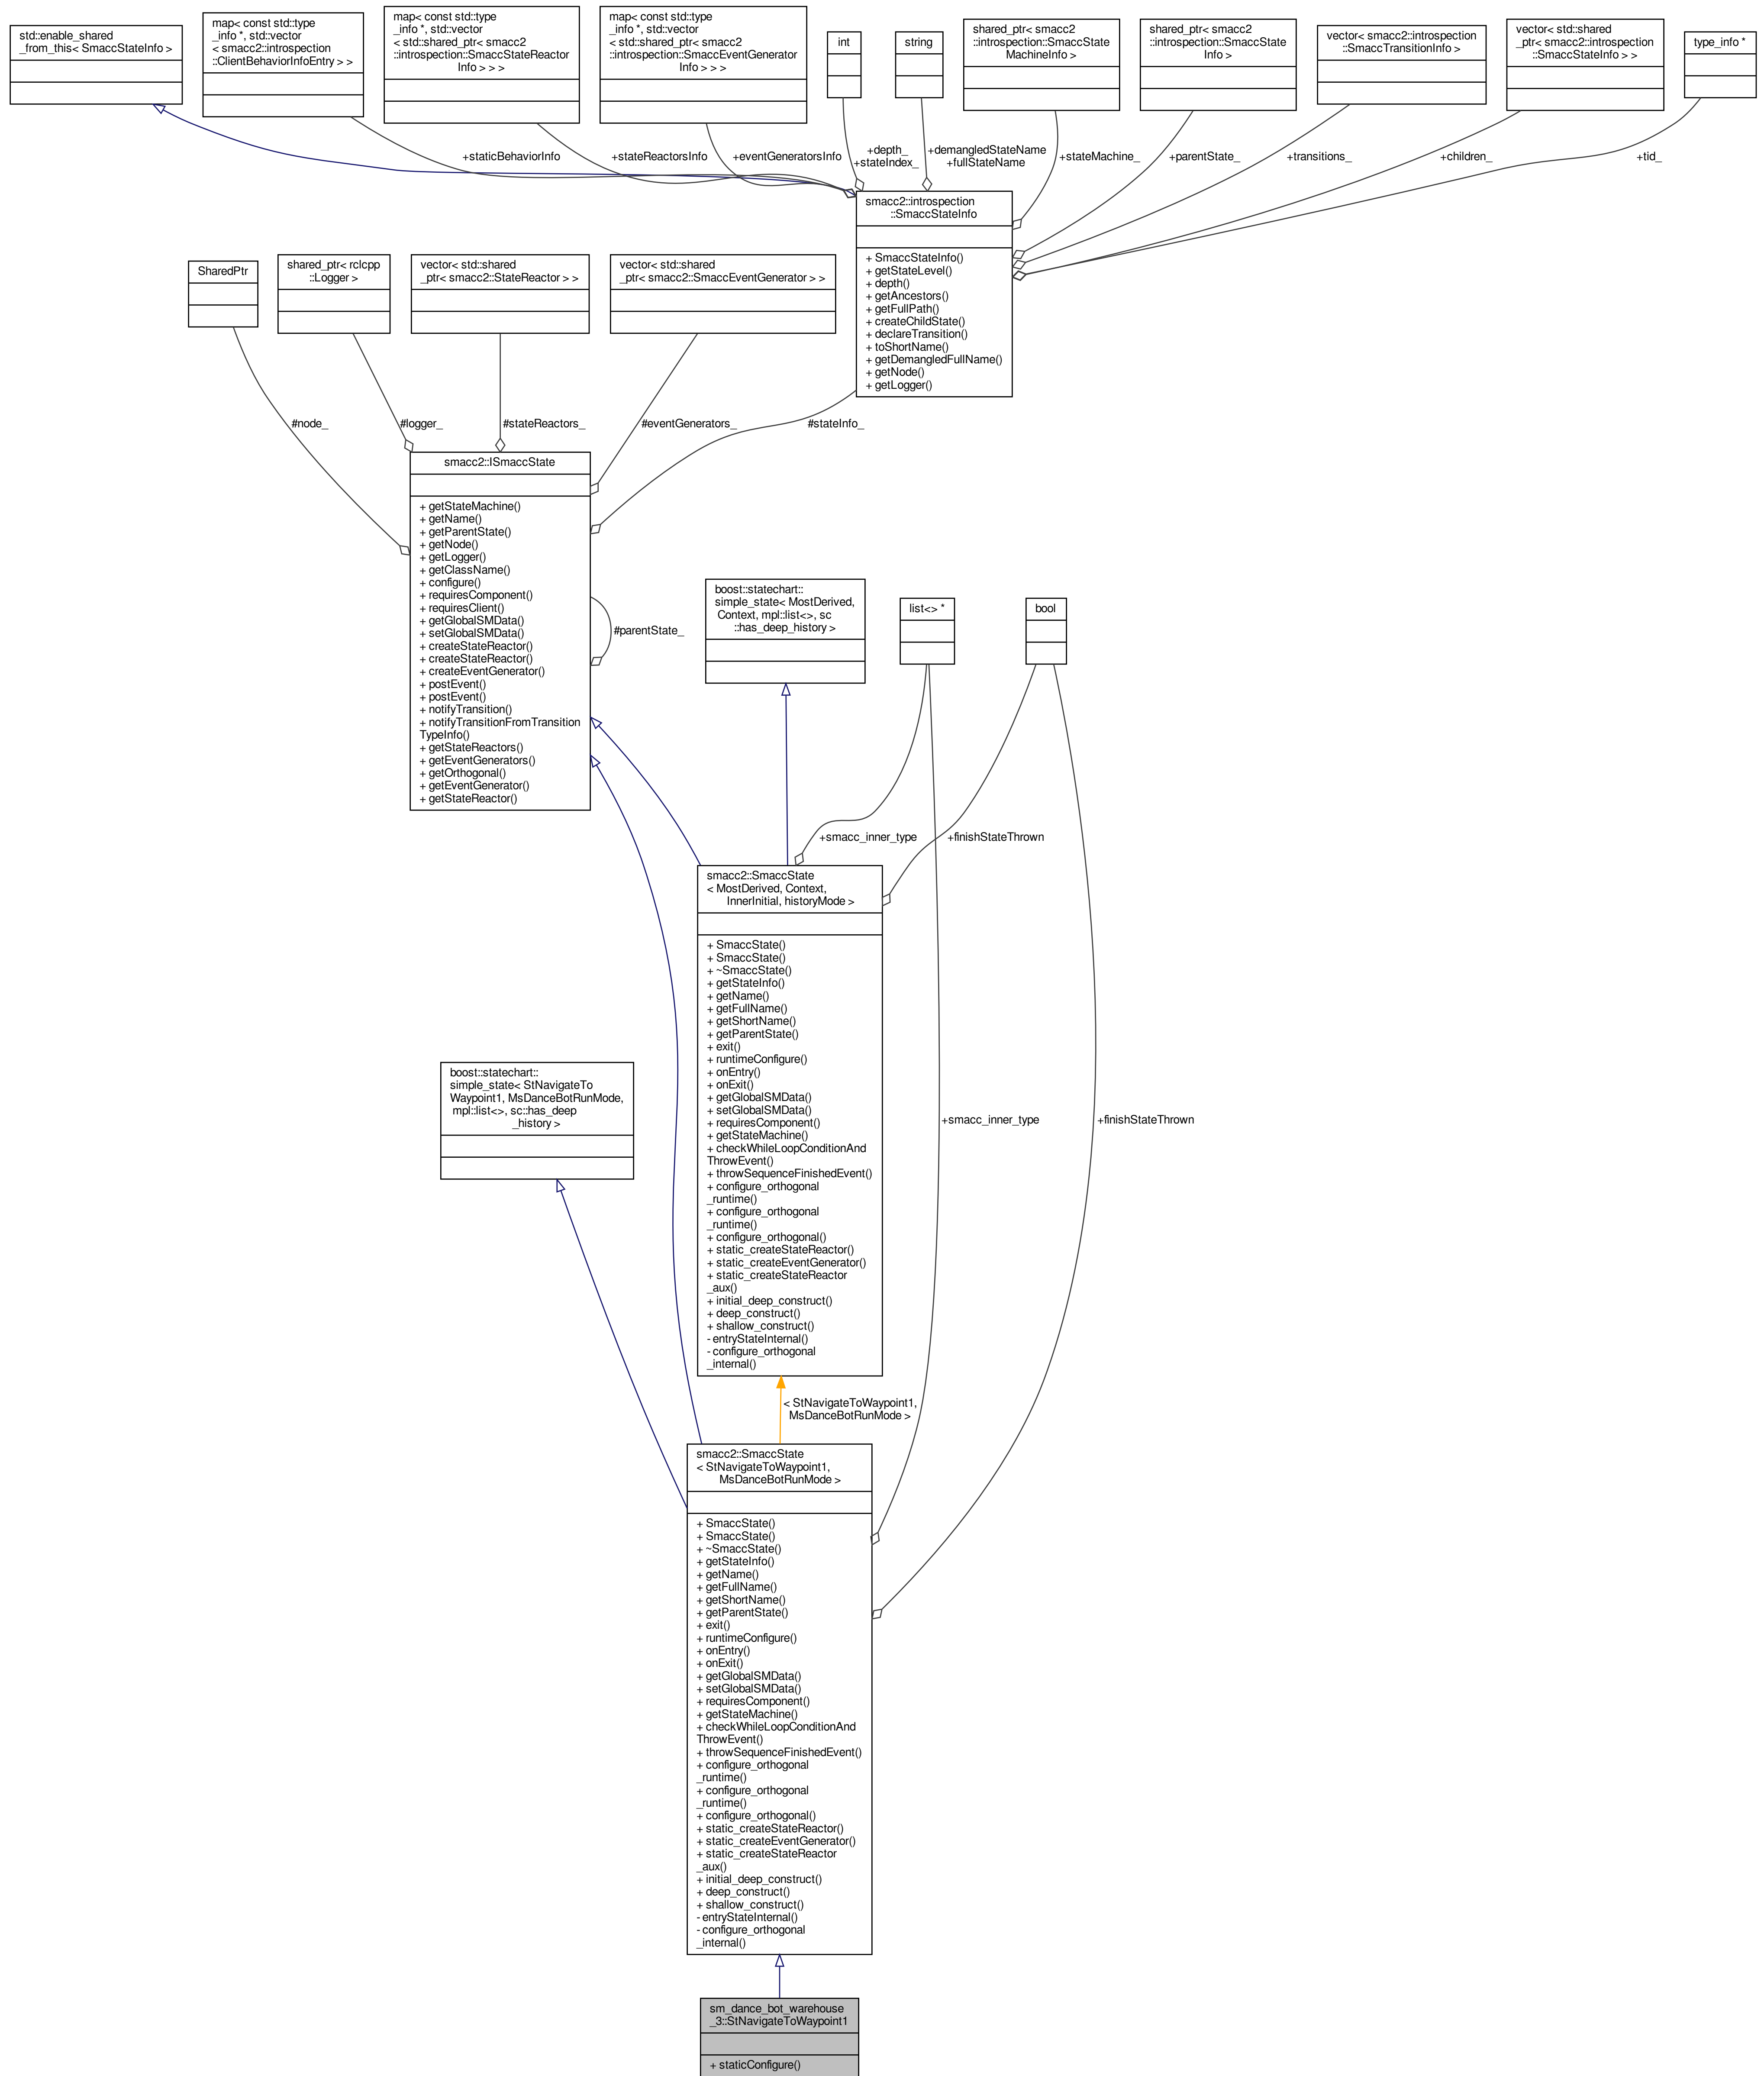 std::enable_shared
_from_this< SmaccStateInfo >
map< const std::type
_info *, std::vector
< smacc2::introspection
::ClientBehaviorInfoEntry > >
map< const std::type
_info *, std::vector
< std::shared_ptr< smacc2
::introspection::SmaccStateReactor
Info > > >
map< const std::type
_info *, std::vector
< std::shared_ptr< smacc2
::introspection::SmaccEventGenerator
Info > > >
int
string
shared_ptr< smacc2
::introspection::SmaccState
MachineInfo >
shared_ptr< smacc2
::introspection::SmaccState
Info >
vector< smacc2::introspection
::SmaccTransitionInfo >
vector< std::shared
_ptr< smacc2::introspection
::SmaccStateInfo > >
type_info *
+staticBehaviorInfo
+stateReactorsInfo
+eventGeneratorsInfo
+depth_
+stateIndex_
+demangledStateName
+fullStateName
+stateMachine_
+parentState_
+transitions_
+children_
+tid_
smacc2::introspection
::SmaccStateInfo
+ SmaccStateInfo()
+ getStateLevel()
+ depth()
+ getAncestors()
+ getFullPath()
+ createChildState()
+ declareTransition()
+ toShortName()
+ getDemangledFullName()
+ getNode()
+ getLogger()
SharedPtr
shared_ptr< rclcpp
::Logger >
vector< std::shared
_ptr< smacc2::StateReactor > >
vector< std::shared
_ptr< smacc2::SmaccEventGenerator > >
#node_
#logger_
#stateReactors_
#eventGenerators_
#stateInfo_
smacc2::ISmaccState
+ getStateMachine()
+ getName()
+ getParentState()
+ getNode()
+ getLogger()
+ getClassName()
+ configure()
+ requiresComponent()
+ requiresClient()
+ getGlobalSMData()
+ setGlobalSMData()
+ createStateReactor()
+ createStateReactor()
+ createEventGenerator()
+ postEvent()
+ postEvent()
+ notifyTransition()
+ notifyTransitionFromTransition
TypeInfo()
+ getStateReactors()
+ getEventGenerators()
+ getOrthogonal()
+ getEventGenerator()
+ getStateReactor()
#parentState_
boost::statechart::
simple_state< MostDerived,
Context, mpl::list<>, sc
::has_deep_history >
list<> *
bool
+smacc_inner_type
+finishStateThrown
smacc2::SmaccState
< MostDerived, Context,
InnerInitial, historyMode >
+ SmaccState()
+ SmaccState()
+ ~SmaccState()
+ getStateInfo()
+ getName()
+ getFullName()
+ getShortName()
+ getParentState()
+ exit()
+ runtimeConfigure()
+ onEntry()
+ onExit()
+ getGlobalSMData()
+ setGlobalSMData()
+ requiresComponent()
+ getStateMachine()
+ checkWhileLoopConditionAnd
ThrowEvent()
+ throwSequenceFinishedEvent()
+ configure_orthogonal
_runtime()
+ configure_orthogonal
_runtime()
+ configure_orthogonal()
+ static_createStateReactor()
+ static_createEventGenerator()
+ static_createStateReactor
_aux()
+ initial_deep_construct()
+ deep_construct()
+ shallow_construct()
- entryStateInternal()
- configure_orthogonal
_internal()
boost::statechart::
simple_state< StNavigateTo
Waypoint1, MsDanceBotRunMode,
mpl::list<>, sc::has_deep
_history >
+smacc_inner_type
+finishStateThrown
< StNavigateToWaypoint1,
MsDanceBotRunMode >
smacc2::SmaccState
< StNavigateToWaypoint1,
MsDanceBotRunMode >
+ SmaccState()
+ SmaccState()
+ ~SmaccState()
+ getStateInfo()
+ getName()
+ getFullName()
+ getShortName()
+ getParentState()
+ exit()
+ runtimeConfigure()
+ onEntry()
+ onExit()
+ getGlobalSMData()
+ setGlobalSMData()
+ requiresComponent()
+ getStateMachine()
+ checkWhileLoopConditionAnd
ThrowEvent()
+ throwSequenceFinishedEvent()
+ configure_orthogonal
_runtime()
+ configure_orthogonal
_runtime()
+ configure_orthogonal()
+ static_createStateReactor()
+ static_createEventGenerator()
+ static_createStateReactor
_aux()
+ initial_deep_construct()
+ deep_construct()
+ shallow_construct()
- entryStateInternal()
- configure_orthogonal
_internal()
sm_dance_bot_warehouse
_3::StNavigateToWaypoint1
+ staticConfigure()